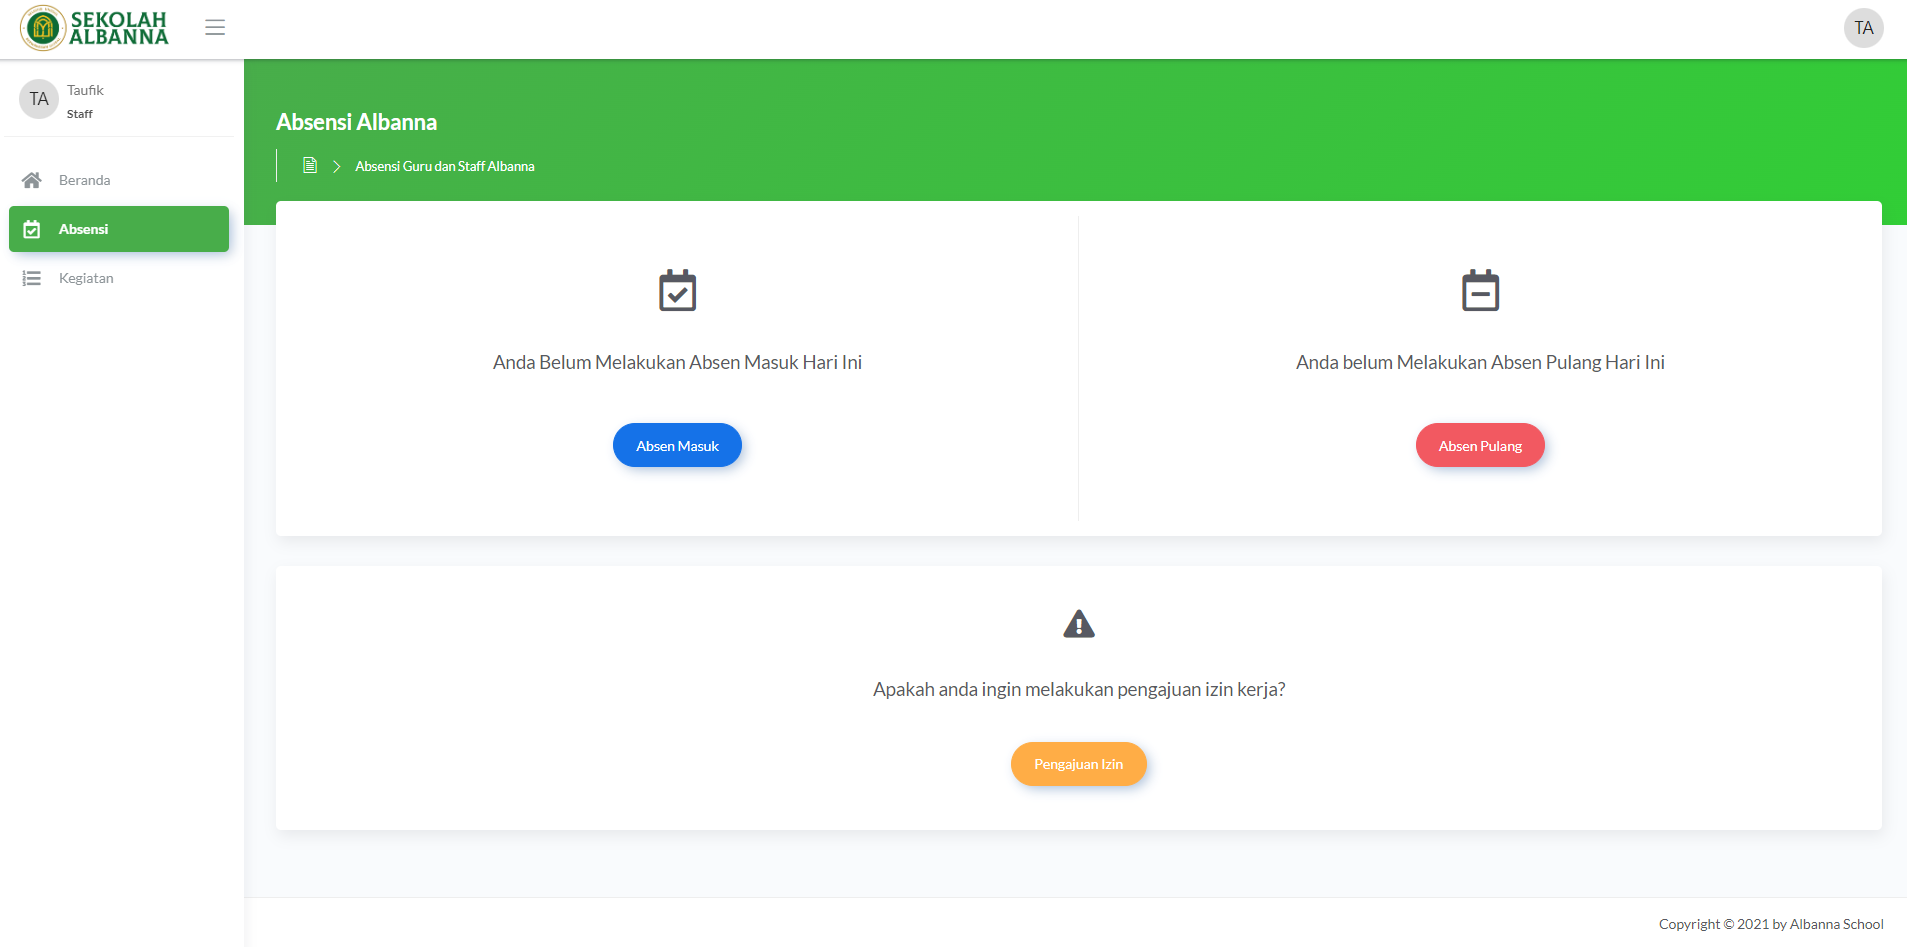 SEKOLAH
ALBANNA
TA
TA
Taufik
Staff
Beranda
Absensi
Kegiatan
Absensi Albanna
Absensi Guru dan Staff Albanna
Anda Belum Melakukan Absen Masuk Hari Ini
Absen Masuk
Anda belum Melakukan Absen Pulang Hari Ini
Absen Pulang
Apakah anda ingin melakukan pengajuan izin kerja?
Pengajuan Izin
Copyright © 2021 by Albanna School